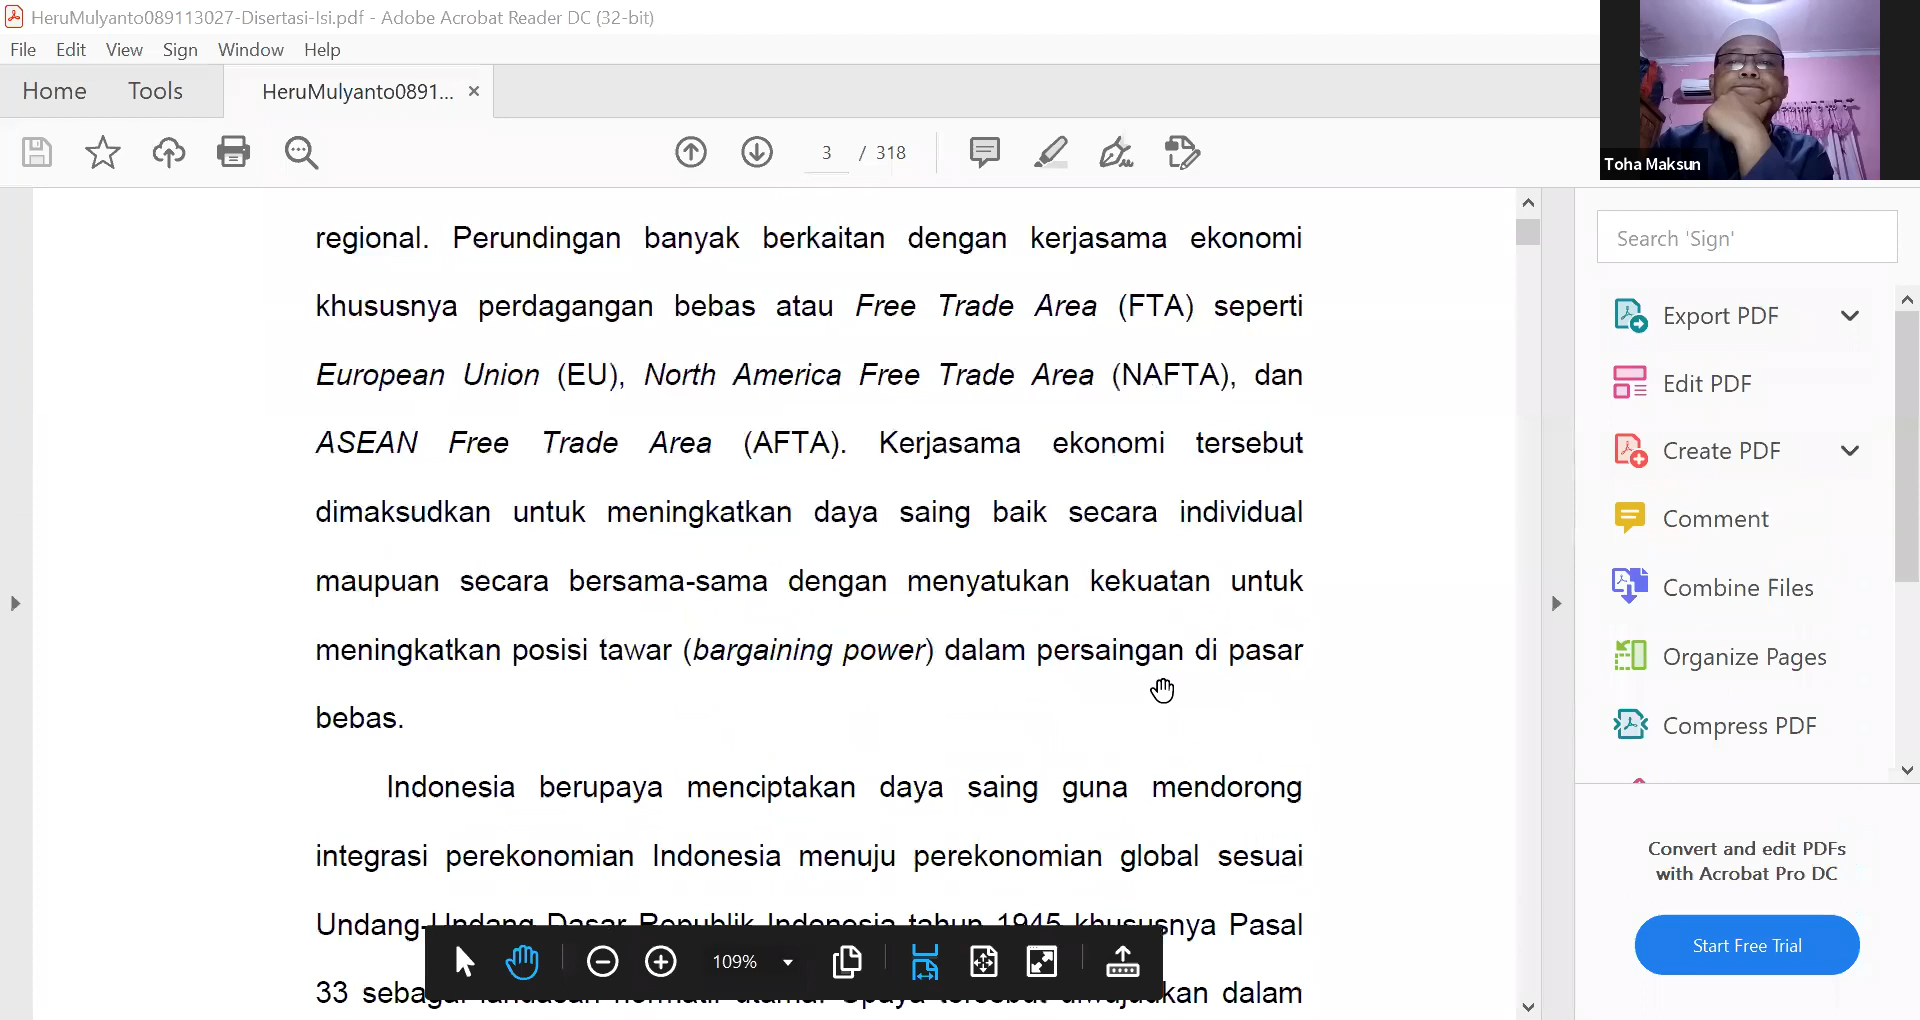 HeruMulyanto089113027-Disertasi-Isi.pdf - Adobe Acrobat Reader DC (32-bit)
File Edit View Sign Window Help
Home Tools HeruMulyanto0891... ×
3 / 318
Toha Maksun
regional. Perundingan banyak berkaitan dengan kerjasama ekonomi
khususnya perdagangan bebas atau Free Trade Area (FTA) seperti
European Union (EU), North America Free Trade Area (NAFTA), dan
ASEAN Free Trade Area (AFTA). Kerjasama ekonomi tersebut
dimaksudkan untuk meningkatkan daya saing baik secara individual
maupuan secara bersama-sama dengan menyatukan kekuatan untuk
meningkatkan posisi tawar (bargaining power) dalam persaingan di pasar
bebas.
Indonesia berupaya menciptakan daya saing guna mendorong
integrasi perekonomian Indonesia menuju perekonomian global sesuai
Undang-Undang Dasar Republik Indonesia tahun 1945 khususnya Pasal
33 sebagai landasan normatif utama. Upaya tersebut diwujudkan dalam
109%
Search 'Sign'
Export PDF
Edit PDF
Create PDF
Comment
Combine Files
Organize Pages
Compress PDF
Convert and edit PDFs
with Acrobat Pro DC
Start Free Trial